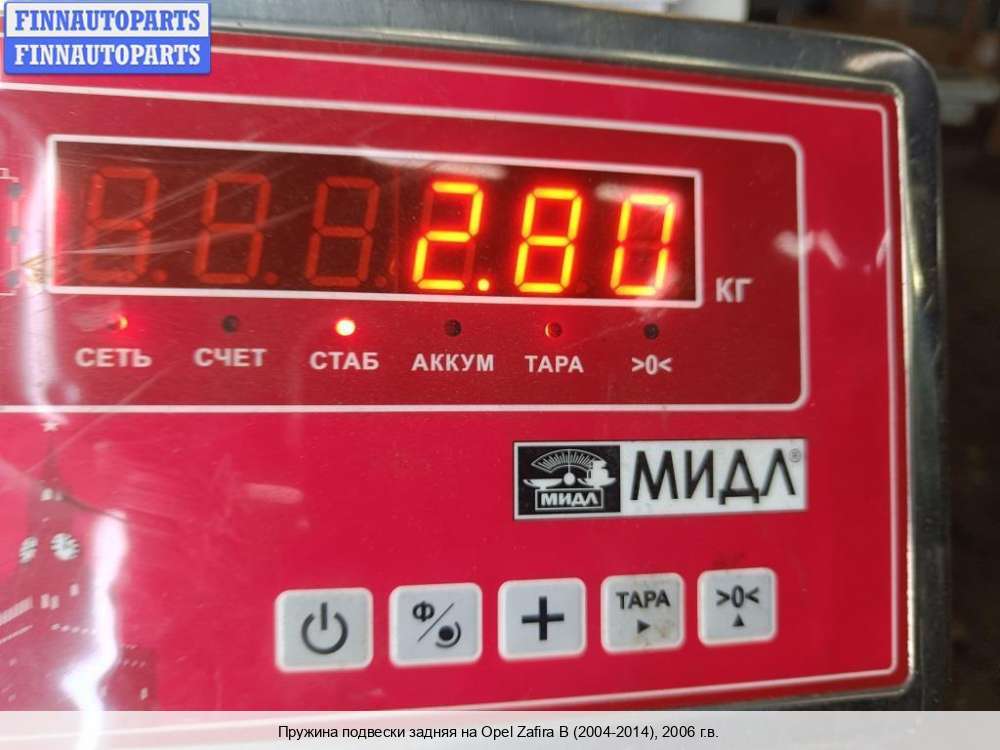 FINNAUTOPARTS
FINNAUTOPARTS
2.80
КГ
СЕТЬ СЧЕТ СТАБ АККУМ ТАРА >0<
МИДЛ МИДЛ®
Ф ТАРА >0<
Пружина подвески задняя на Opel Zafira B (2004-2014), 2006 г.в.